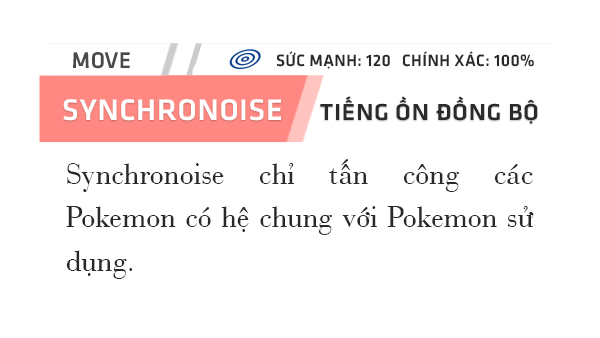 MOVE SỨC MẠNH: 120 CHÍNH XÁC: 100%
SYNCHRONOISE TIẾNG ỒN ĐỒNG BỘ
Synchronoise chỉ tấn công các
Pokemon có hệ chung với Pokemon sử
dụng.